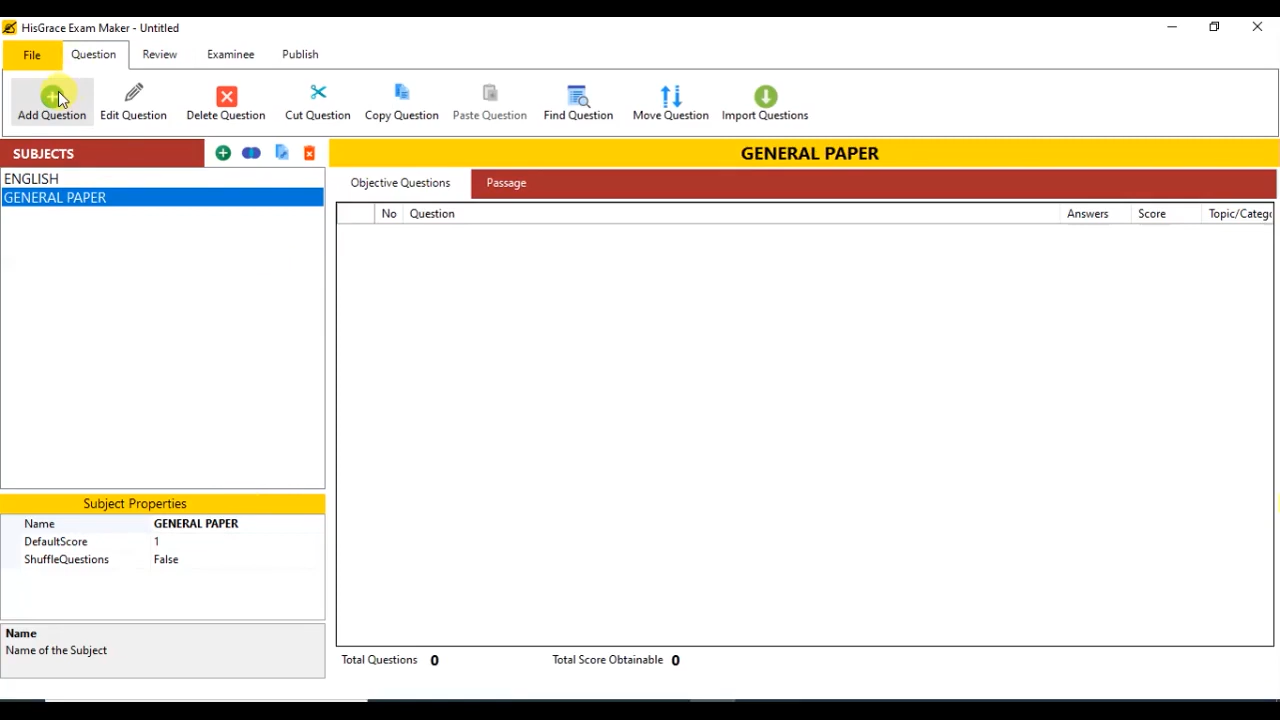 HisGrace Exam Maker - Untitled
File Question Review Examinee Publish
Add Question Edit Question Delete Question Cut Question Copy Question Paste Question Find Question Move Question Import Questions
SUBJECTS
GENERAL PAPER
ENGLISH
GENERAL PAPER
Objective Questions Passage
No Question Answers Score Topic/Catego
Subject Properties
Name GENERAL PAPER
DefaultScore 1
ShuffleQuestions False
Name
Name of the Subject
Total Questions 0 Total Score Obtainable 0